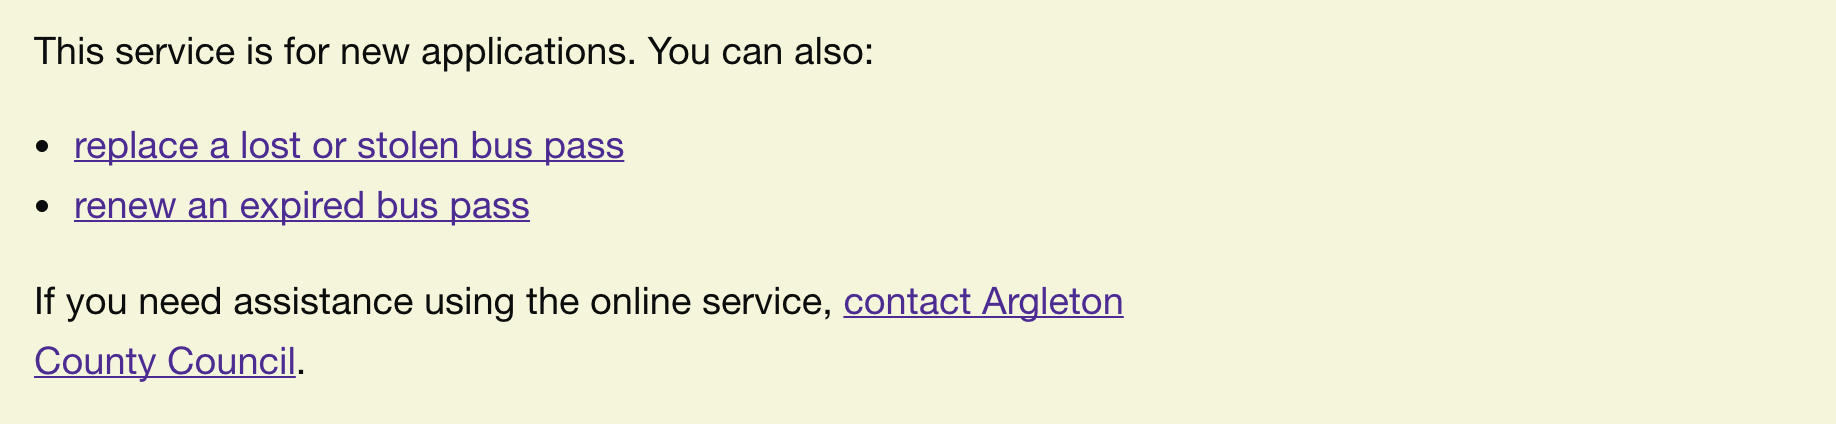 This service is for new applications. You can also:
• replace a lost or stolen bus pass
• renew an expired bus pass
If you need assistance using the online service, contact Argleton
County Council.